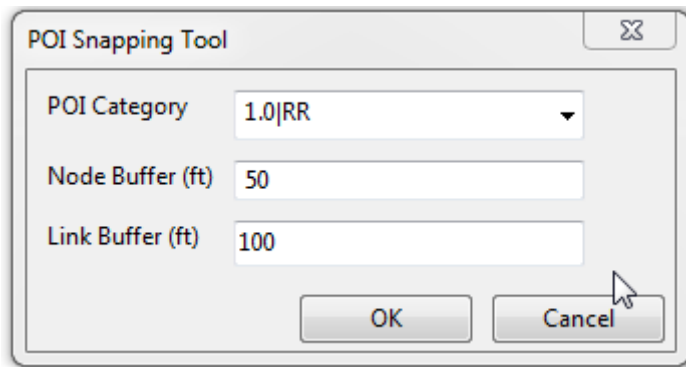 POI Snapping Tool
POI Category 1.0|RR
Node Buffer (ft) 50
Link Buffer (ft) 100
OK Cancel